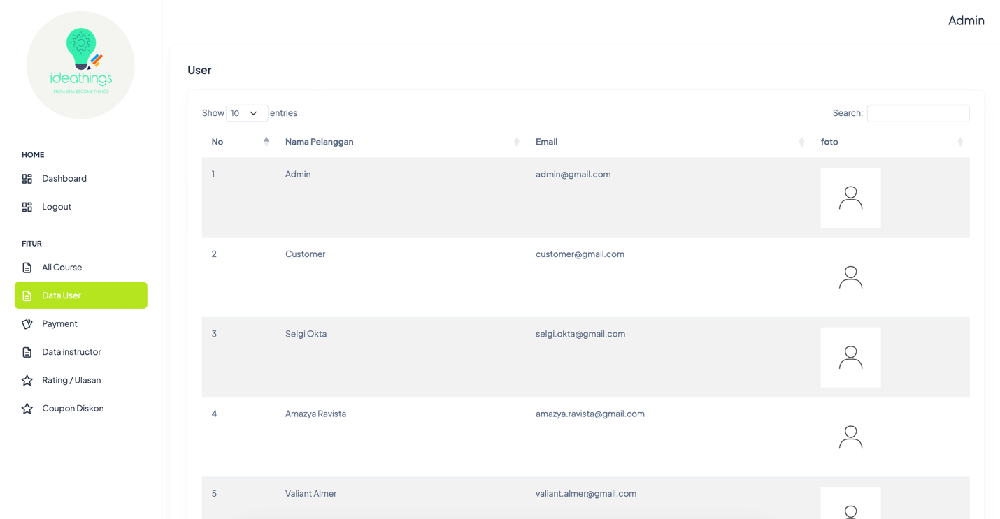 Admin
ideathings
FROM IDEA BECOME THINGS
HOME
Dashboard
Logout
FITUR
All Course
Data User
Payment
Data instructor
Rating / Ulasan
Coupon Diskon
User
Show 10 entries
Search:
No Nama Pelanggan Email foto
1 Admin admin@gmail.com
2 Customer customer@gmail.com
3 Selgi Okta selgi.okta@gmail.com
4 Amazya Ravista amazya.ravista@gmail.com
5 Valiant Almer valiant.almer@gmail.com